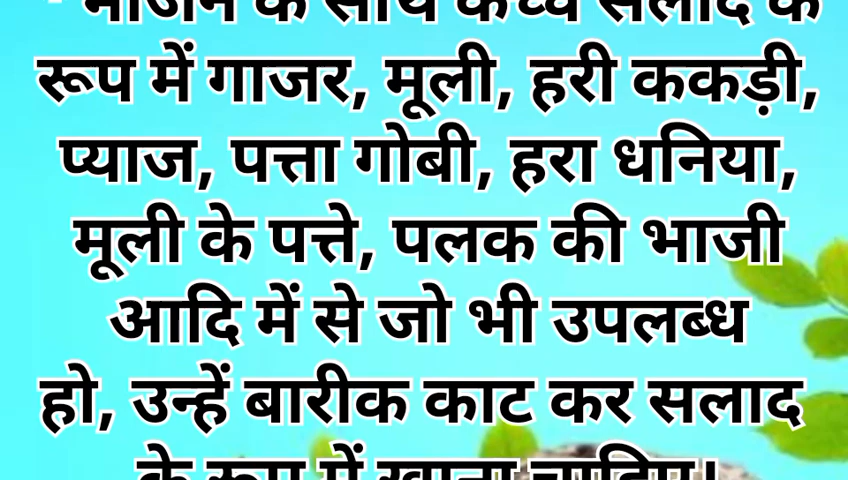 भोजन के साथ कच्चे सलाद के
रूप में गाजर, मूली, हरी ककड़ी,
प्याज, पत्ता गोबी, हरा धनिया,
मूली के पत्ते, पलक की भाजी
आदि में से जो भी उपलब्ध
हो, उन्हें बारीक काट कर सलाद
के रूप में खाना चाहिए।